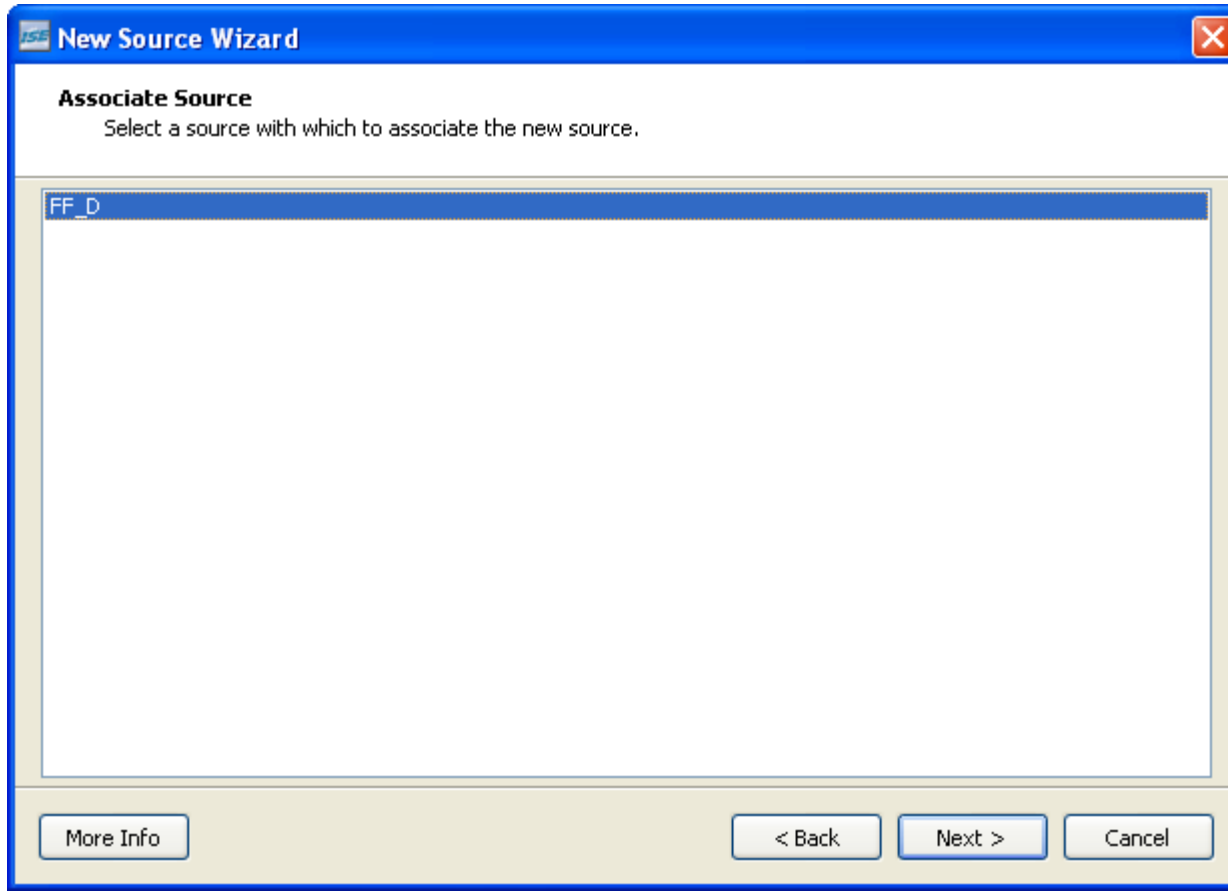 ISE New Source Wizard
Associate Source
Select a source with which to associate the new source.
FF_D
More Info
< Back
Next >
Cancel